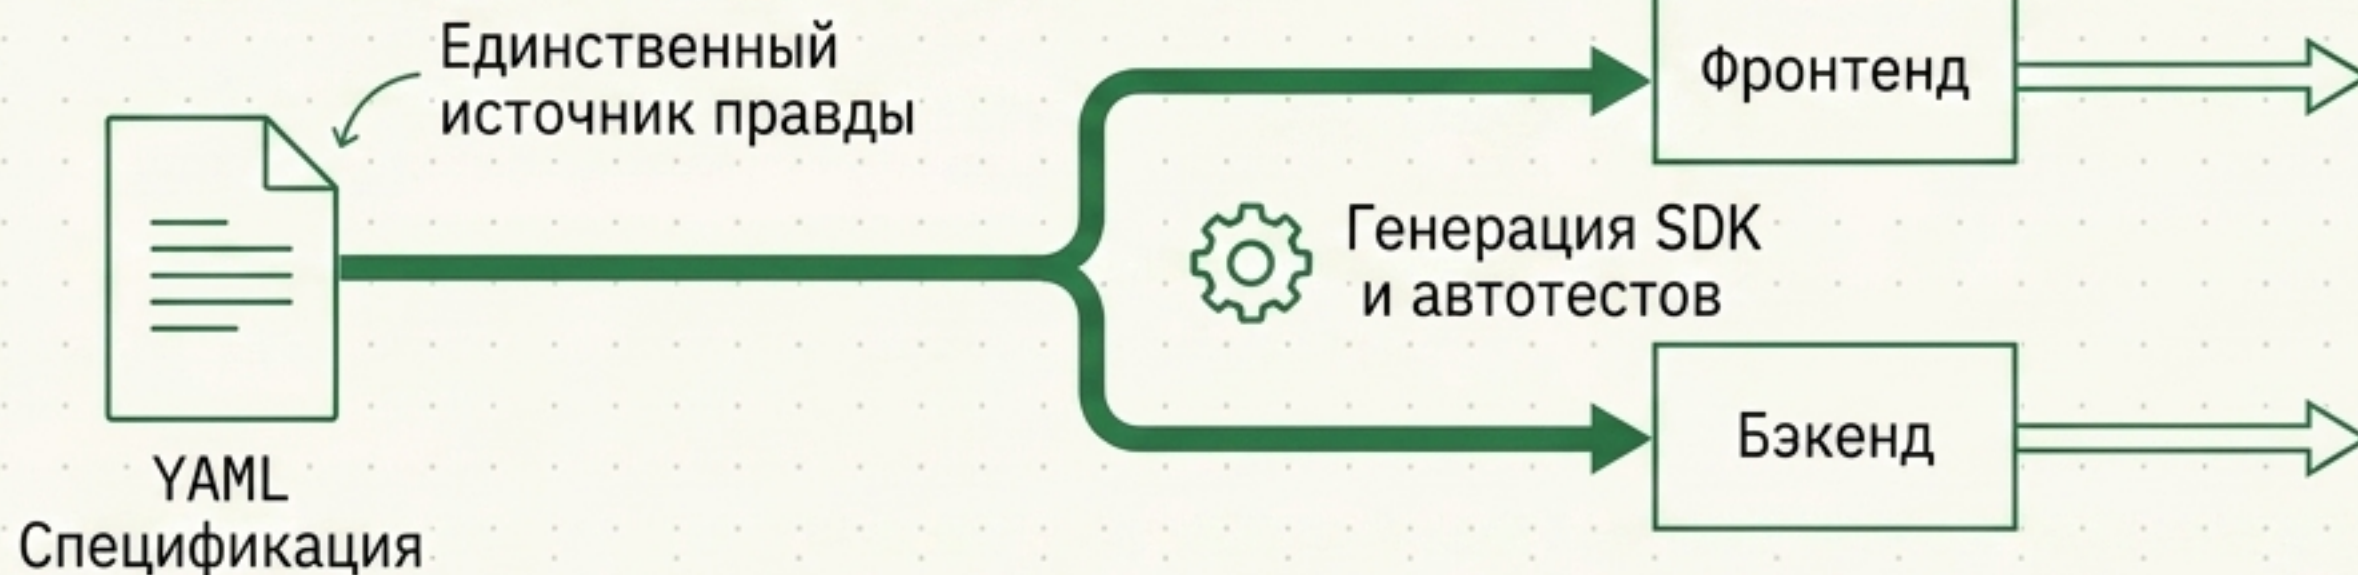 Единственный
источник правды
Фронтенд
Генерация SDK
и автотестов
Бэкенд
YAML
Спецификация